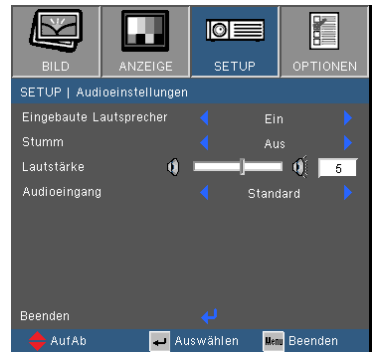 BILD ANZEIGE SETUP OPTIONEN
SETUP | Audioeinstellungen
Eingebaute Lautsprecher Ein
Stumm Aus
Lautstärke 5
Audioeingang Standard
Beenden
AufAb Auswählen Menu Beenden